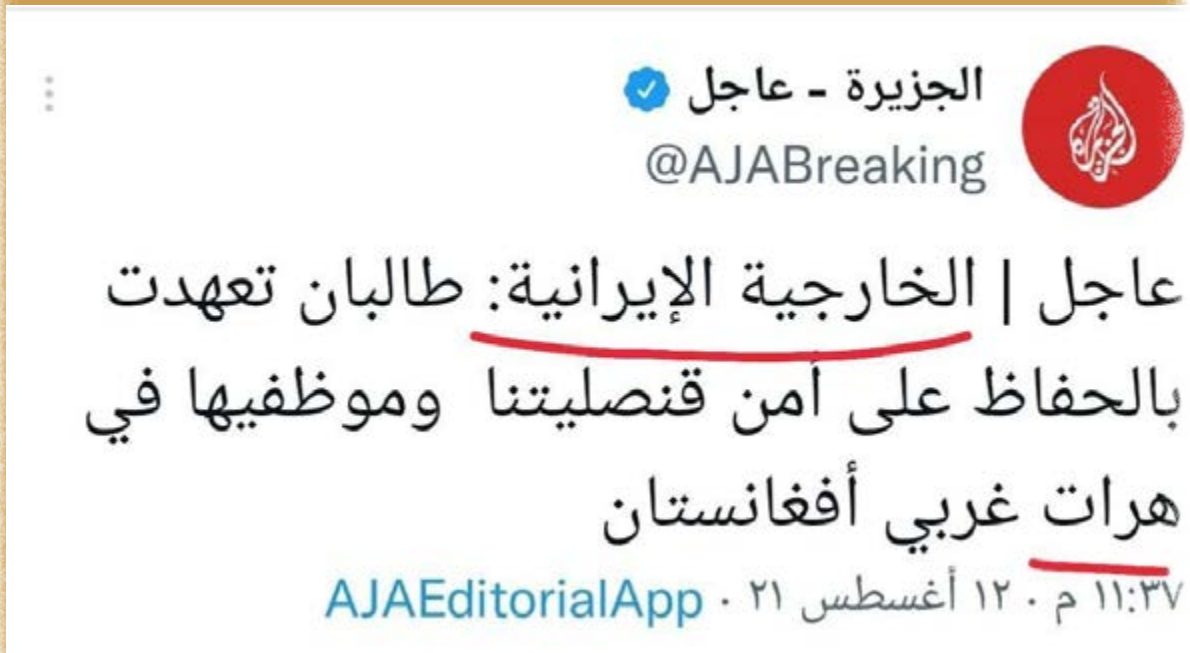 الجزيرة - عاجل
@AJABreaking
عاجل | الخارجية الإيرانية: طالبان تعهدت
بالحفاظ على أمن قنصليتنا وموظفيها في
هرات غربي أفغانستان
١١:٣٧ م · ١٢ أغسطس ٢١ · AJAEditorialApp